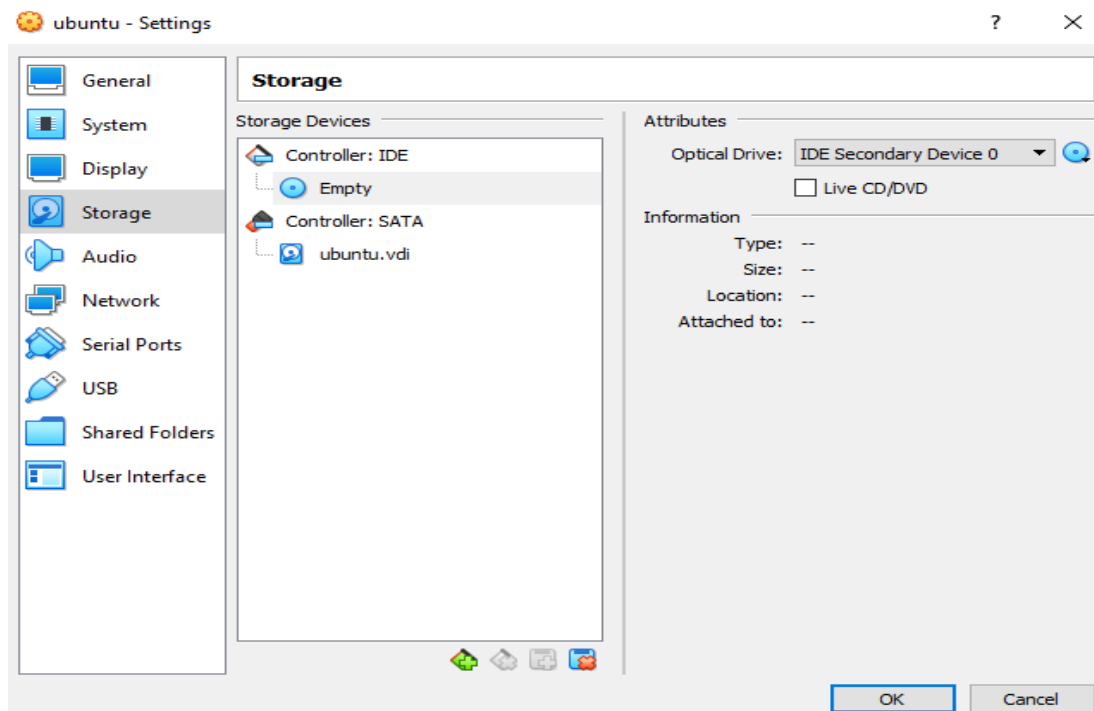 ubuntu - Settings
?
General
System
Display
Storage
Audio
Network
Serial Ports
USB
Shared Folders
User Interface
Storage
Storage Devices
Controller: IDE
Empty
Controller: SATA
ubuntu.vdi
Attributes
Optical Drive: IDE Secondary Device 0
Live CD/DVD
Information
Type: --
Size: --
Location: --
Attached to: --
OK Cancel